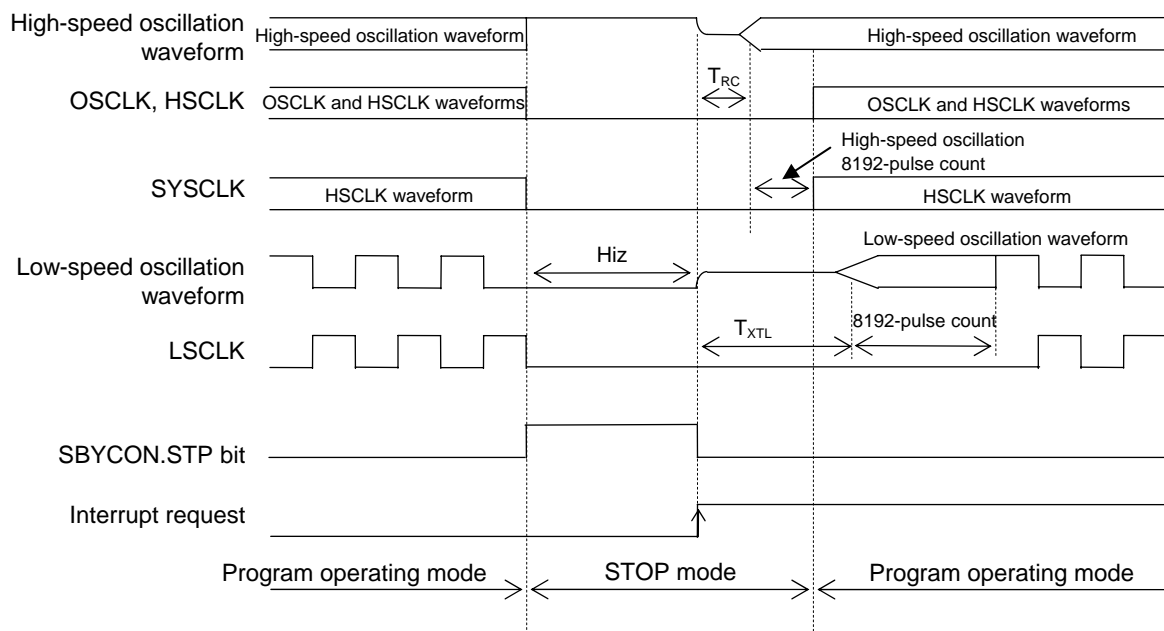 High-speed oscillation
waveform
High-speed oscillation waveform
High-speed oscillation waveform
TRC
OSCLK, HSCLK
OSCLK and HSCLK waveforms
OSCLK and HSCLK waveforms
High-speed oscillation
8192-pulse count
SYSCLK
HSCLK waveform
HSCLK waveform
Low-speed oscillation waveform
Low-speed oscillation
waveform
Hiz
TXTL
8192-pulse count
LSCLK
SBYCON.STP bit
Interrupt request
Program operating mode
STOP mode
Program operating mode